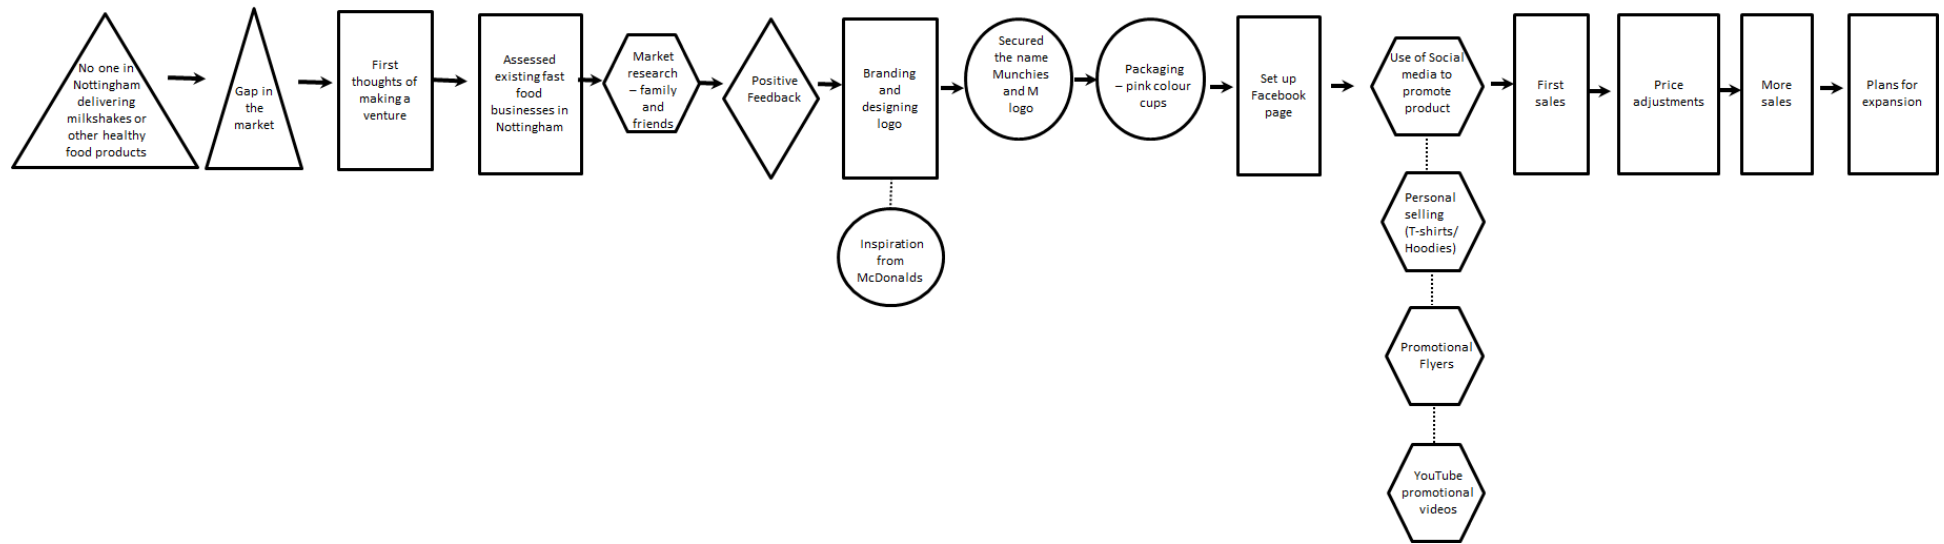 No one in
Nottingham
delivering
milkshakes or
other healthy
food products
Gap in
the
market
First
thoughts of
making a
venture
Assessed
existing fast
food
businesses in
Nottingham
Market
research
– family
and
friends
Positive
Feedback
Branding
and
designing
logo
Inspiration
from
McDonalds
Secured
the name
Munchies
and M
logo
Packaging
– pink colour
cups
Set up
Facebook
page
Use of Social
media to
promote
product
Personal
selling
(T-shirts/
Hoodies)
Promotional
Flyers
YouTube
promotional
videos
First
sales
Price
adjustments
More
sales
Plans for
expansion